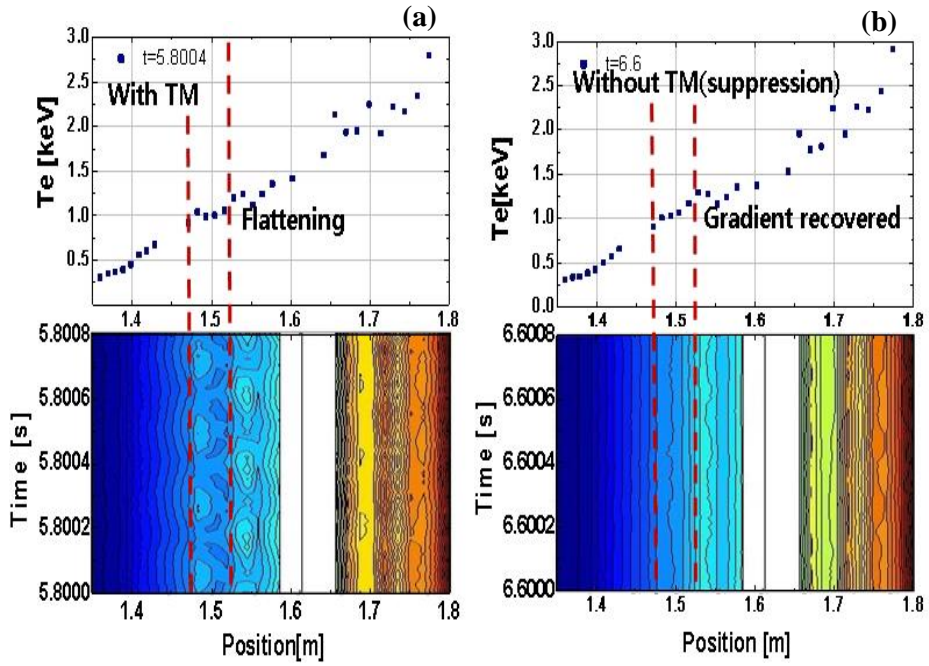 (a)
3.0
2.5
2.0
1.5
1.0
0.5
Te [keV]
t=5.8004
With TM
Flattening
1.4 1.5 1.6 1.7 1.8
5.8008
5.8006
5.8004
5.8002
5.8000
Time [s]
1.4 1.5 1.6 1.7 1.8
Position[m]
(b)
3.0
2.5
2.0
1.5
1.0
0.5
0.0
Te[keV]
t=6.6
Without TM(suppression)
Gradient recovered
1.4 1.5 1.6 1.7 1.8
6.6008
6.6006
6.6004
6.6002
6.6000
Time [s]
1.4 1.5 1.6 1.7 1.8
Position [m]